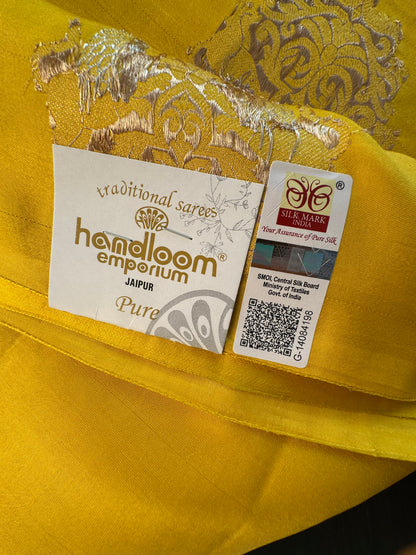 traditional sarees
handloom
emporium
®
JAIPUR
Pure
®
SILK MARK
INDIA
Your Assurance of Pure Silk
SMOI, Central Silk Board
Ministry of Textiles
Govt. of India
G-14084198